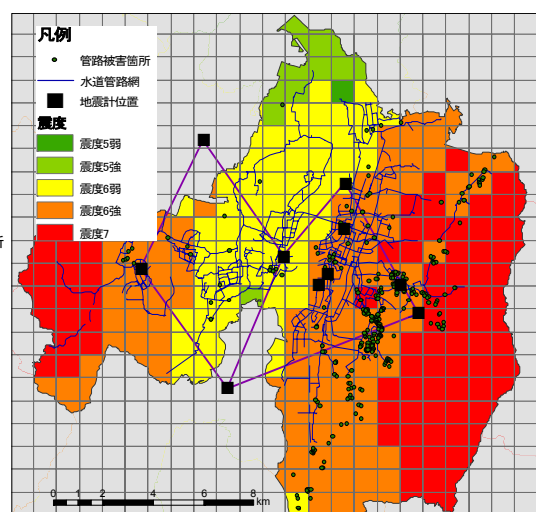 凡例
管路被害箇所
水道管路網
地震計位置
震度
震度5弱
震度5強
震度6弱
震度6強
震度7
所
0 2 4 6 8
km